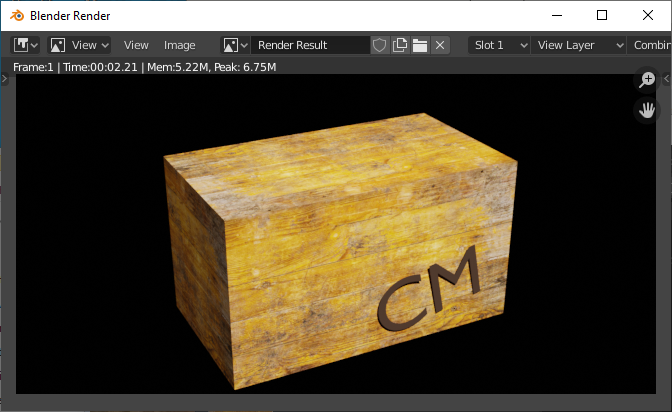 Blender Render
View View Image Render Result Slot 1 View Layer Combin
Frame:1 | Time:00:02.21 | Mem:5.22M, Peak: 6.75M
CM